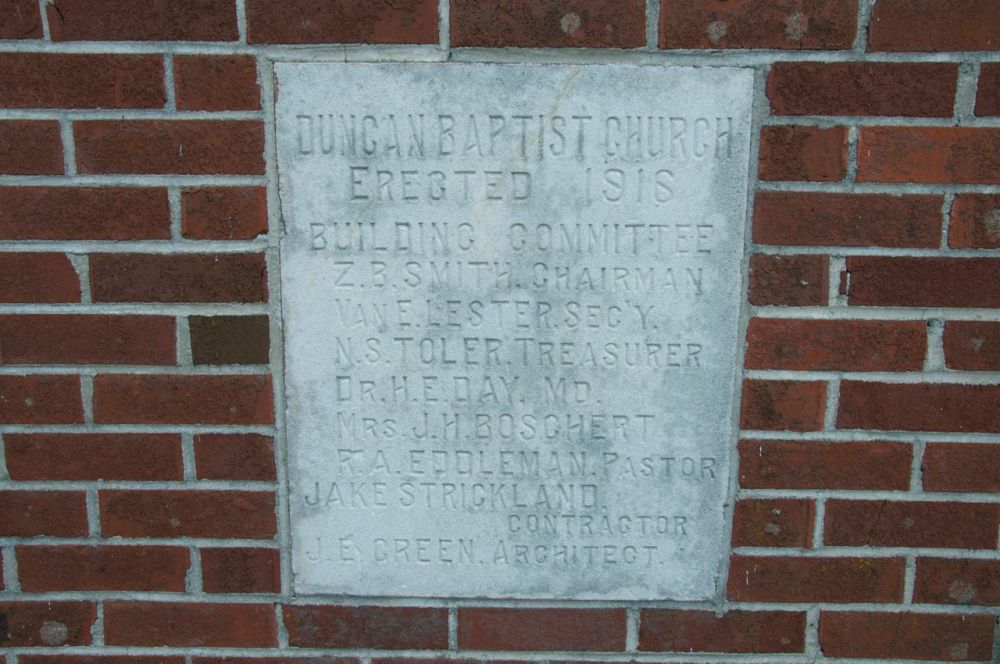 DUNCAN BAPTIST CHURCH
ERECTED 1916
BUILDING COMMITTEE
Z.B. SMITH. CHAIRMAN
VAN E. LESTER. SEC'Y.
N.S. TOLER. TREASURER
DR. H.E. DAY. MD.
MRS. J.H. BOSCHERT
R.A. EDDLEMAN. PASTOR
JAKE STRICKLAND.
CONTRACTOR
J.E. GREEN. ARCHITECT.